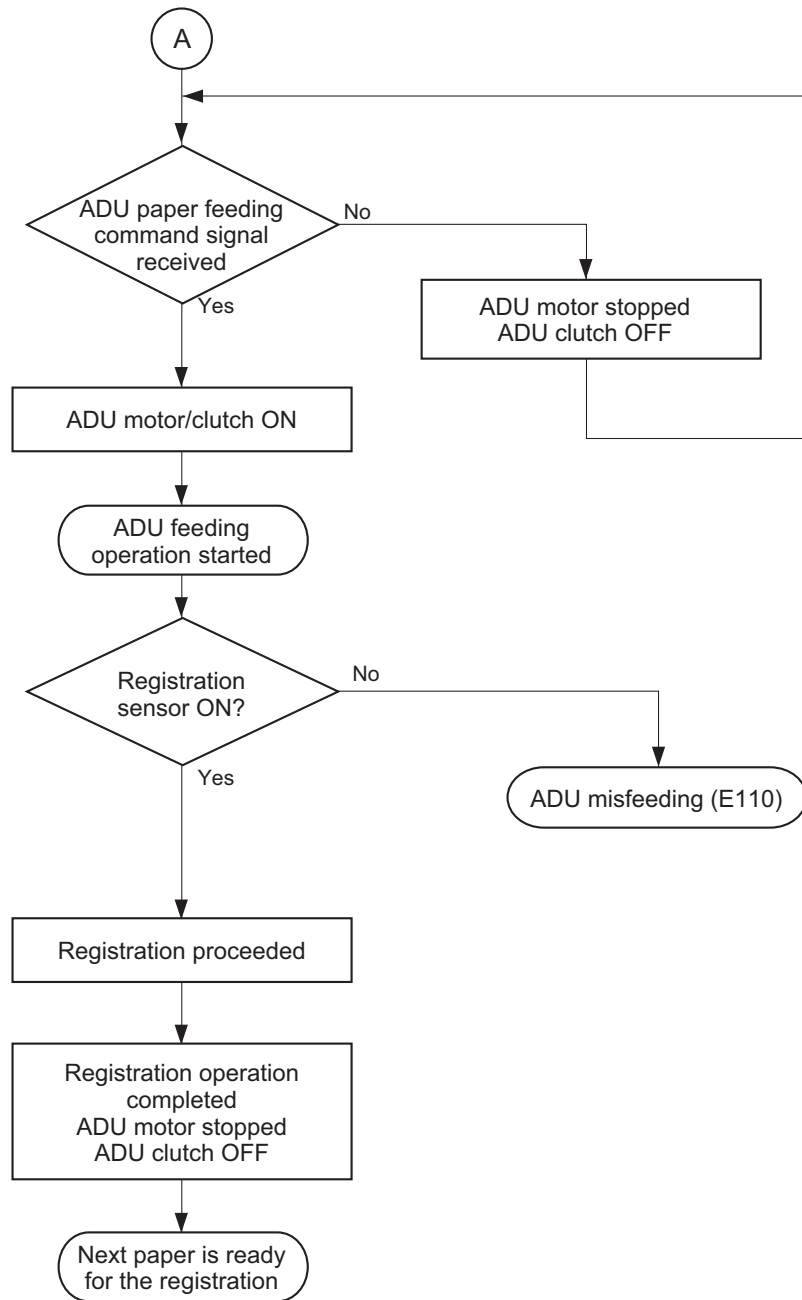 A
ADU paper feeding
command signal
received
No
Yes
ADU motor stopped
ADU clutch OFF
ADU motor/clutch ON
ADU feeding
operation started
Registration
sensor ON?
No
Yes
ADU misfeeding (E110)
Registration proceeded
Registration operation
completed
ADU motor stopped
ADU clutch OFF
Next paper is ready
for the registration